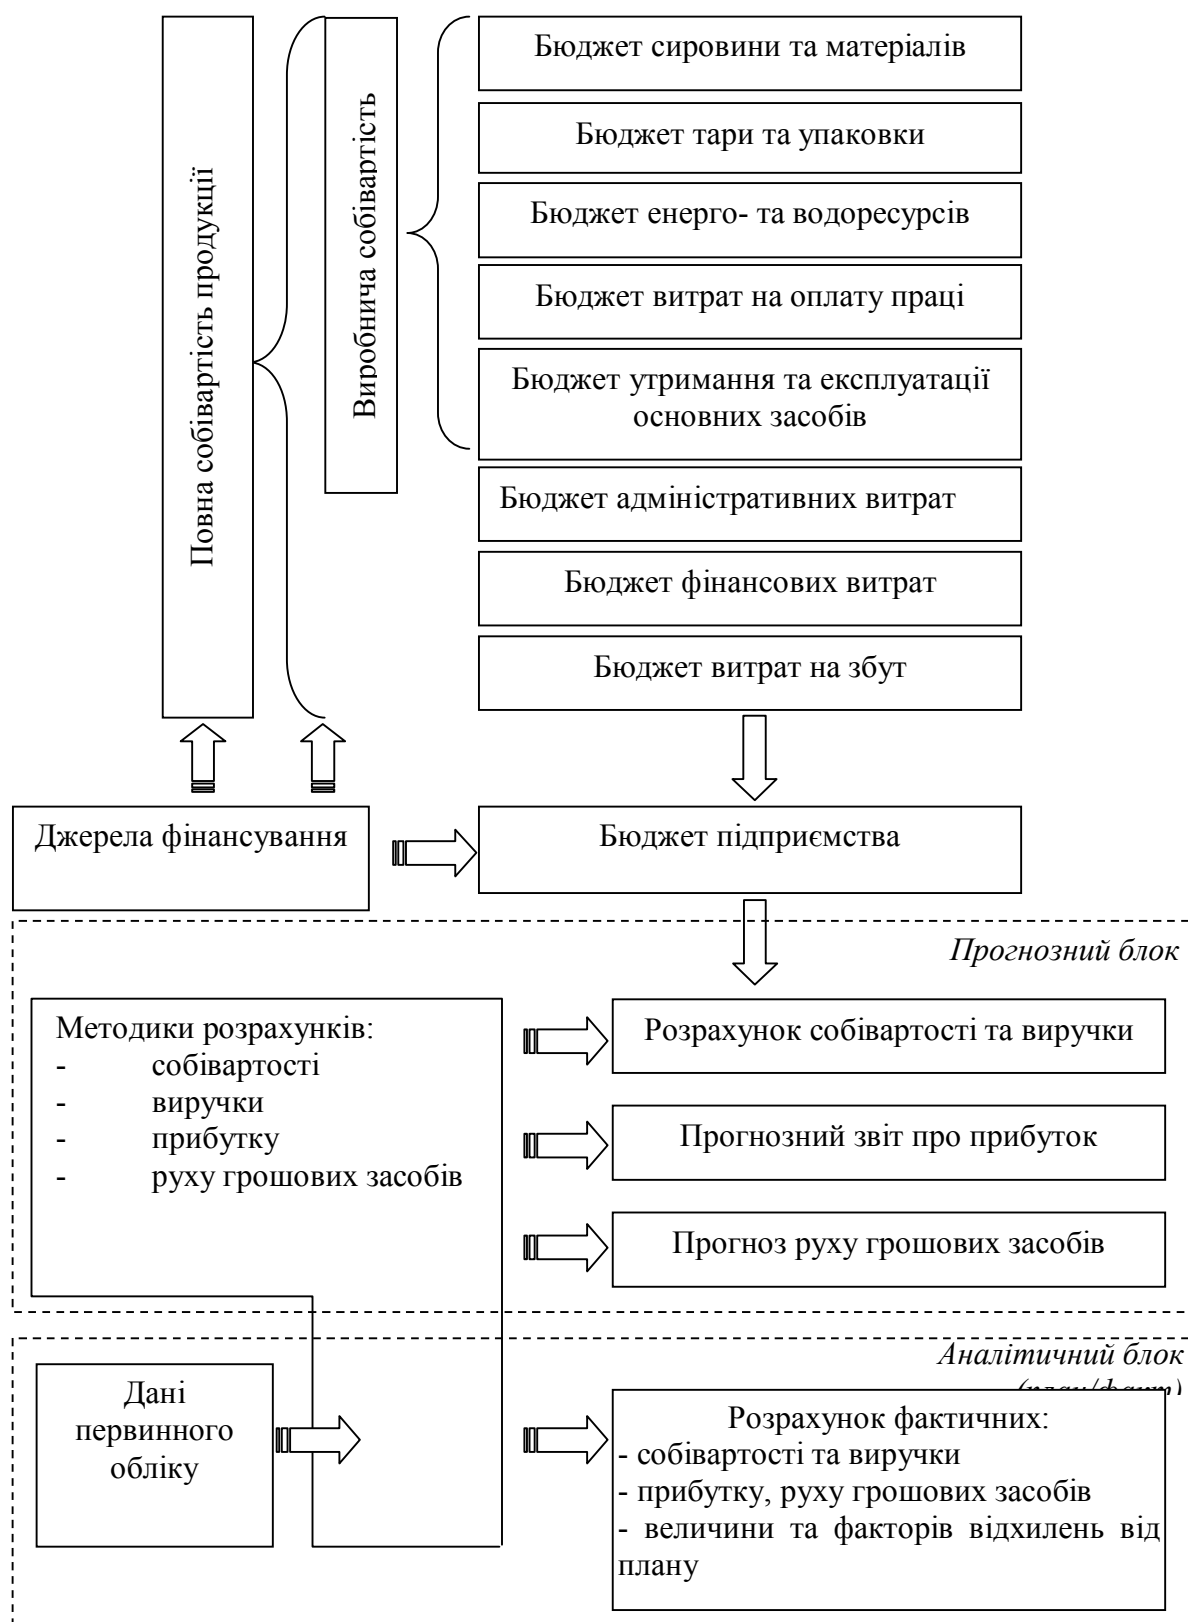 Повна собівартість продукції
Виробнича собівартість
Бюджет сировини та матеріалів
Бюджет тари та упаковки
Бюджет енерго- та водоресурсів
Бюджет витрат на оплату праці
Бюджет утримання та експлуатації
основних засобів
Бюджет адміністративних витрат
Бюджет фінансових витрат
Бюджет витрат на збут
Джерела фінансування
Бюджет підприємства
Прогнозний блок
Методики розрахунків:
- собівартості
- виручки
- прибутку
- руху грошових засобів
Розрахунок собівартості та виручки
Прогнозний звіт про прибуток
Прогноз руху грошових засобів
Аналітичний блок
(план/факт)
Дані
первинного
обліку
Розрахунок фактичних:
- собівартості та виручки
- прибутку, руху грошових засобів
- величини та факторів відхилень від
плану